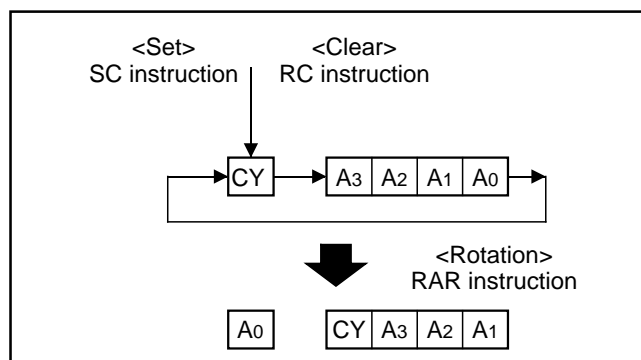 <Set> <Clear>
SC instruction RC instruction
CY A3 A2 A1 A0
<Rotation>
RAR instruction
A0 CY A3 A2 A1